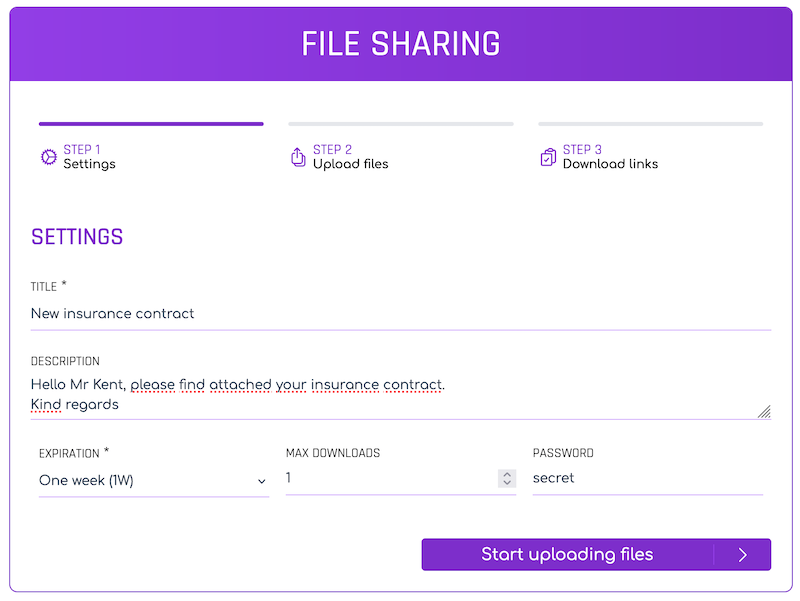 FILE SHARING
STEP 1
Settings
STEP 2
Upload files
STEP 3
Download links
SETTINGS
TITLE *
New insurance contract
DESCRIPTION
Hello Mr Kent, please find attached your insurance contract.
Kind regards
EXPIRATION *
One week (1W)
MAX DOWNLOADS
1
PASSWORD
secret
Start uploading files